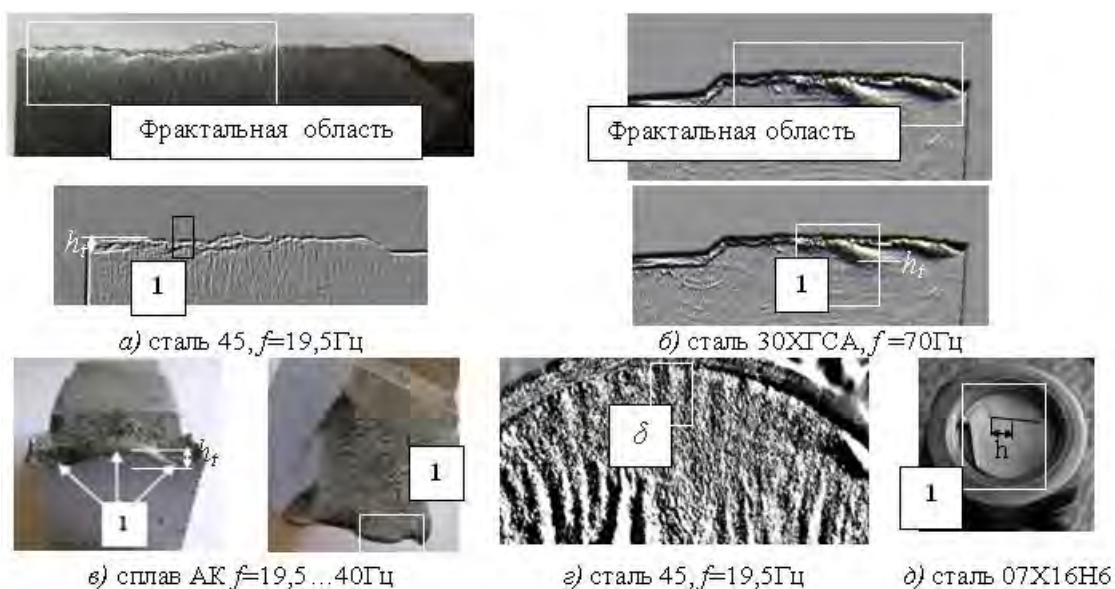 Фрактальная область
Фрактальная область
h_f
1
h_f
1
а) сталь 45, f=19,5Гц
б) сталь 30ХГСА, f=70Гц
h_f
1
1
δ
h
1
в) сплав АК f=19,5...40Гц
г) сталь 45, f=19,5Гц
д) сталь 07Х16Н6